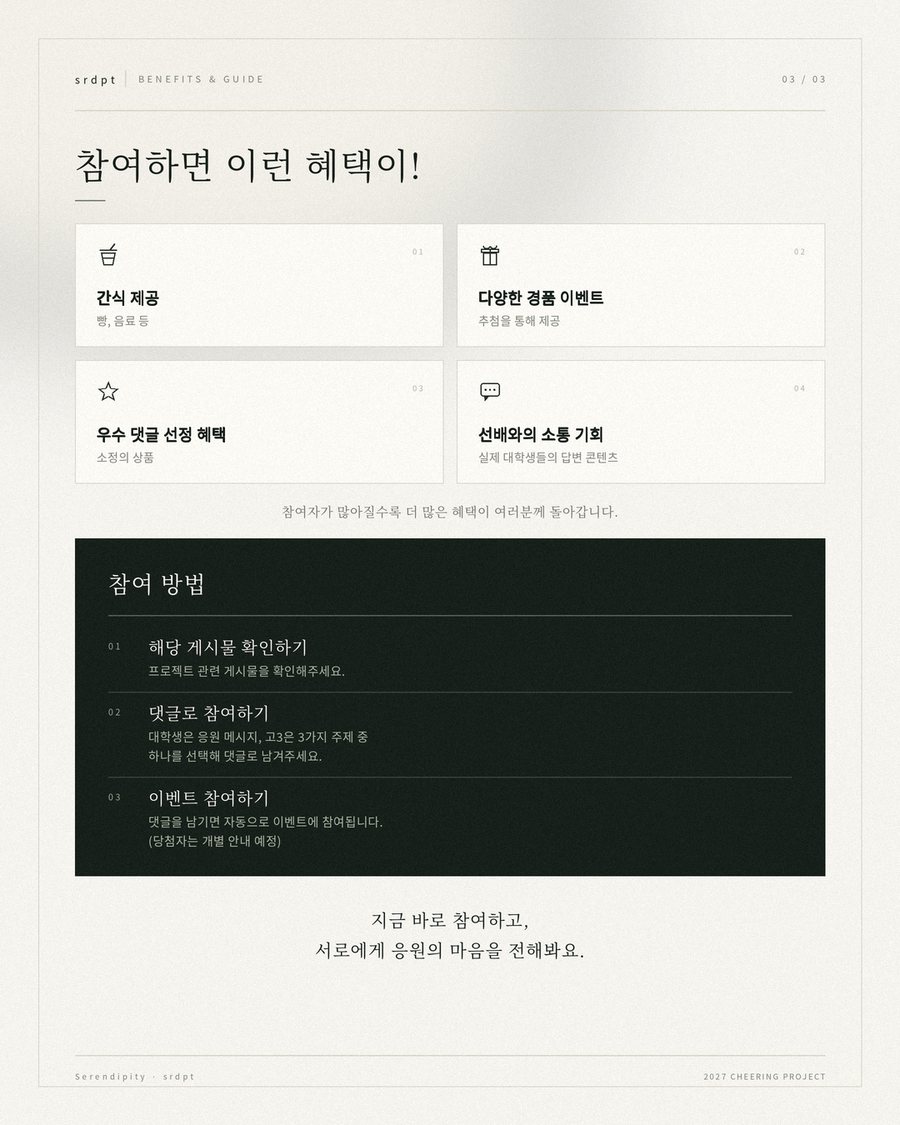 srdpt | BENEFITS & GUIDE
03 / 03
참여하면 이런 혜택이!
01
간식 제공
빵, 음료 등
02
다양한 경품 이벤트
추첨을 통해 제공
03
우수 댓글 선정 혜택
소정의 상품
04
선배와의 소통 기회
실제 대학생들의 답변 콘텐츠
참여자가 많아질수록 더 많은 혜택이 여러분께 돌아갑니다.
참여 방법
01 해당 게시물 확인하기
프로젝트 관련 게시물을 확인해주세요.
02 댓글로 참여하기
대학생은 응원 메시지, 고3은 3가지 주제 중
하나를 선택해 댓글로 남겨주세요.
03 이벤트 참여하기
댓글을 남기면 자동으로 이벤트에 참여됩니다.
(당첨자는 개별 안내 예정)
지금 바로 참여하고,
서로에게 응원의 마음을 전해봐요.
Serendipity · srdpt
2027 CHEERING PROJECT